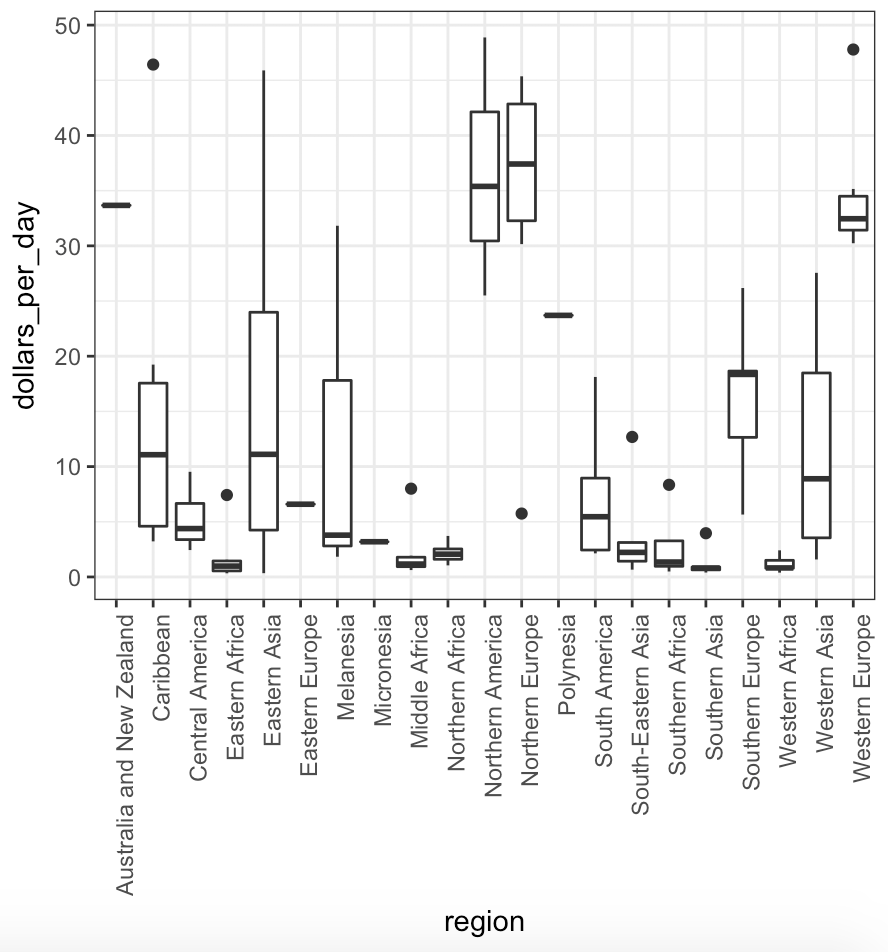 50
40
30
20
10
0
dollars_per_day
Australia and New Zealand
Caribbean
Central America
Eastern Africa
Eastern Asia
Eastern Europe
Melanesia
Micronesia
Middle Africa
Northern Africa
Northern America
Northern Europe
Polynesia
South America
South-Eastern Asia
Southern Africa
Southern Asia
Southern Europe
Western Africa
Western Asia
Western Europe
region